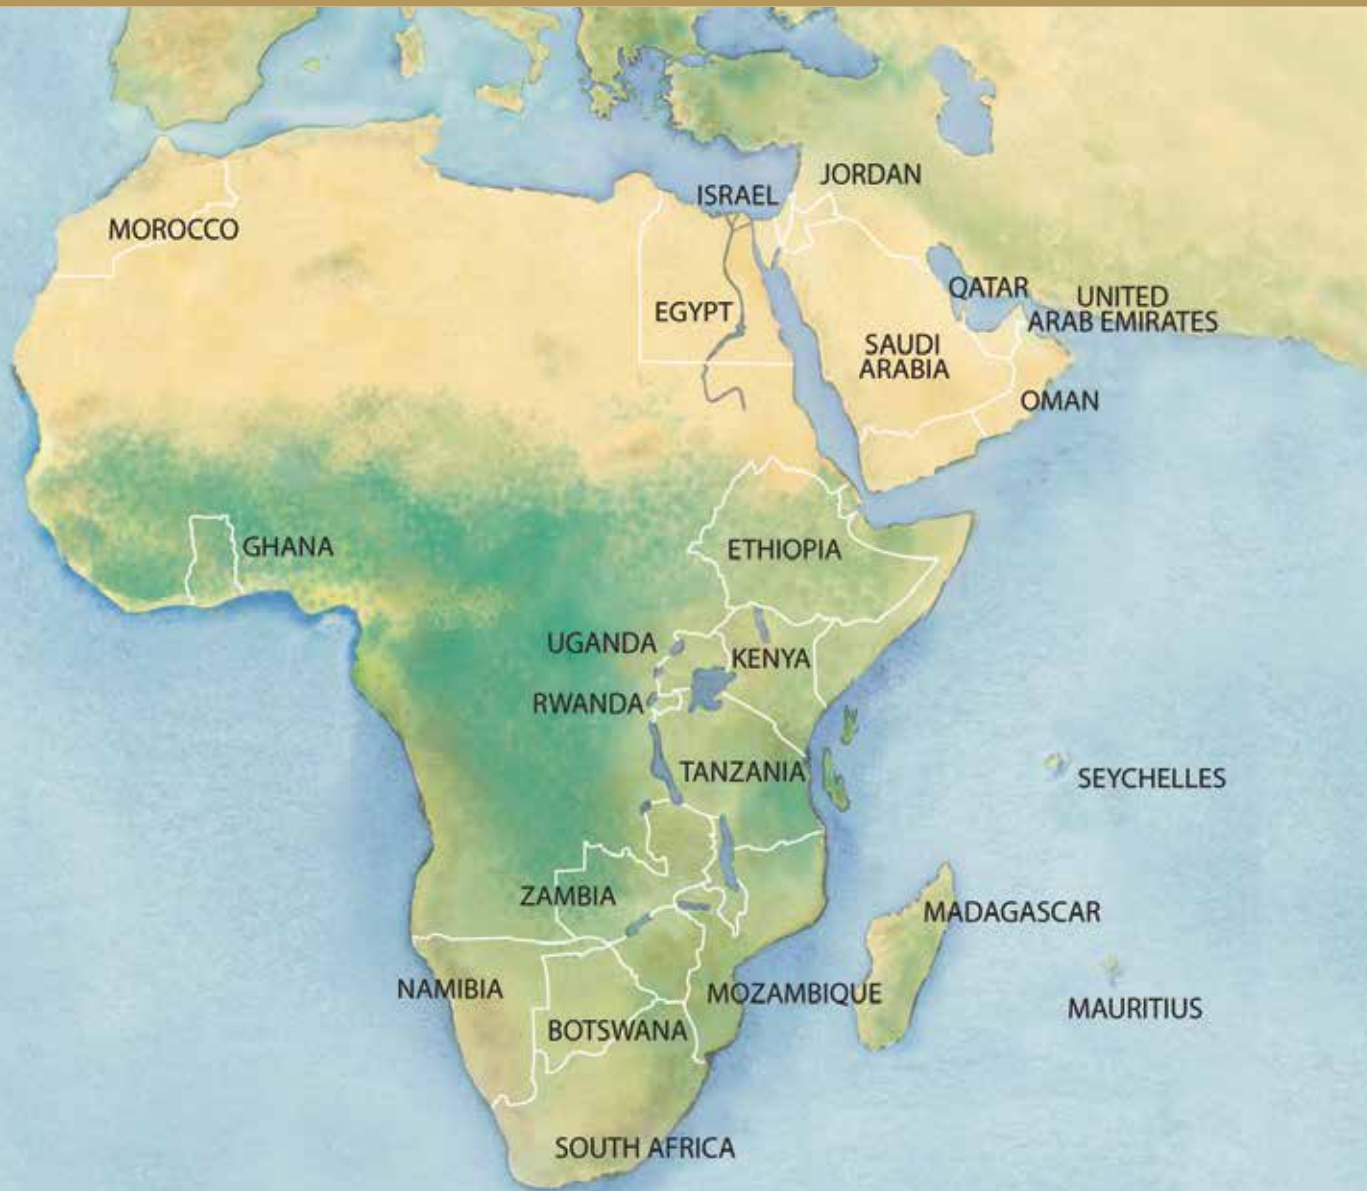 JORDAN
ISRAEL
MOROCCO
QATAR
UNITED
ARAB EMIRATES
EGYPT
SAUDI
ARABIA
OMAN
GHANA
ETHIOPIA
UGANDA
KENYA
RWANDA
TANZANIA
SEYCHELLES
ZAMBIA
MADAGASCAR
NAMIBIA
MOZAMBIQUE
MAURITIUS
BOTSWANA
SOUTH AFRICA